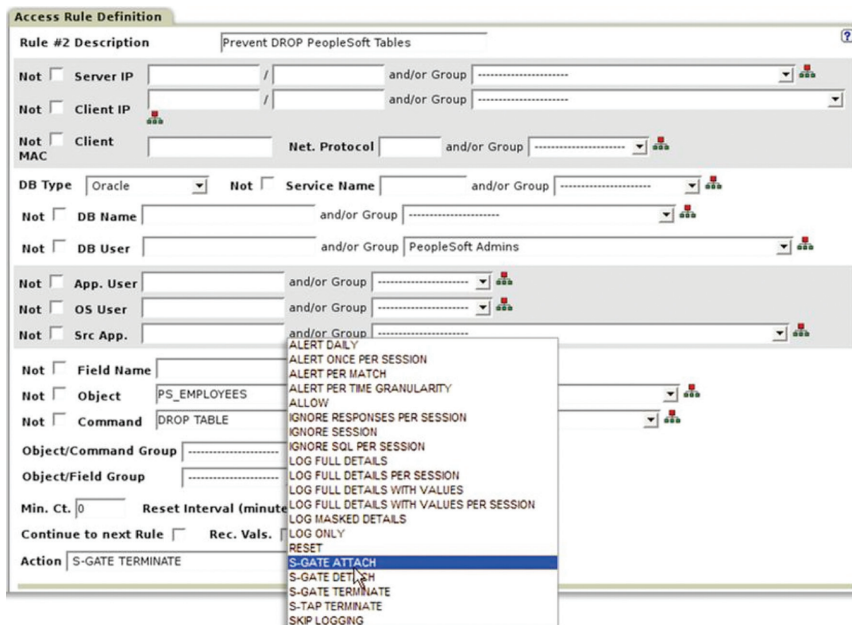 Access Rule Definition
Rule #2 Description Prevent DROP PeopleSoft Tables ?
Not Server IP / and/or Group ----------------------
Not Client IP / and/or Group ----------------------
Not Client MAC Net. Protocol and/or Group ----------------------
DB Type Oracle Not Service Name and/or Group ----------------------
Not DB Name and/or Group ----------------------
Not DB User and/or Group PeopleSoft Admins
Not App. User and/or Group ----------------------
Not OS User and/or Group ----------------------
Not Src App. and/or Group ----------------------
Not Field Name
Not Object PS_EMPLOYEES
Not Command DROP TABLE
Object/Command Group ----------------------
Object/Field Group ----------------------
Min. Ct. 0 Reset Interval (minute
Continue to next Rule Rec. Vals.
Action S-GATE TERMINATE
ALERT DAILY
ALERT ONCE PER SESSION
ALERT PER MATCH
ALERT PER TIME GRANULARITY
ALLOW
IGNORE RESPONSES PER SESSION
IGNORE SESSION
IGNORE SQL PER SESSION
LOG FULL DETAILS
LOG FULL DETAILS PER SESSION
LOG FULL DETAILS WITH VALUES
LOG FULL DETAILS WITH VALUES PER SESSION
LOG MASKED DETAILS
LOG ONLY
RESET
S-GATE ATTACH
S-GATE DETACH
S-GATE TERMINATE
S-TAP TERMINATE
SKIP LOGGING